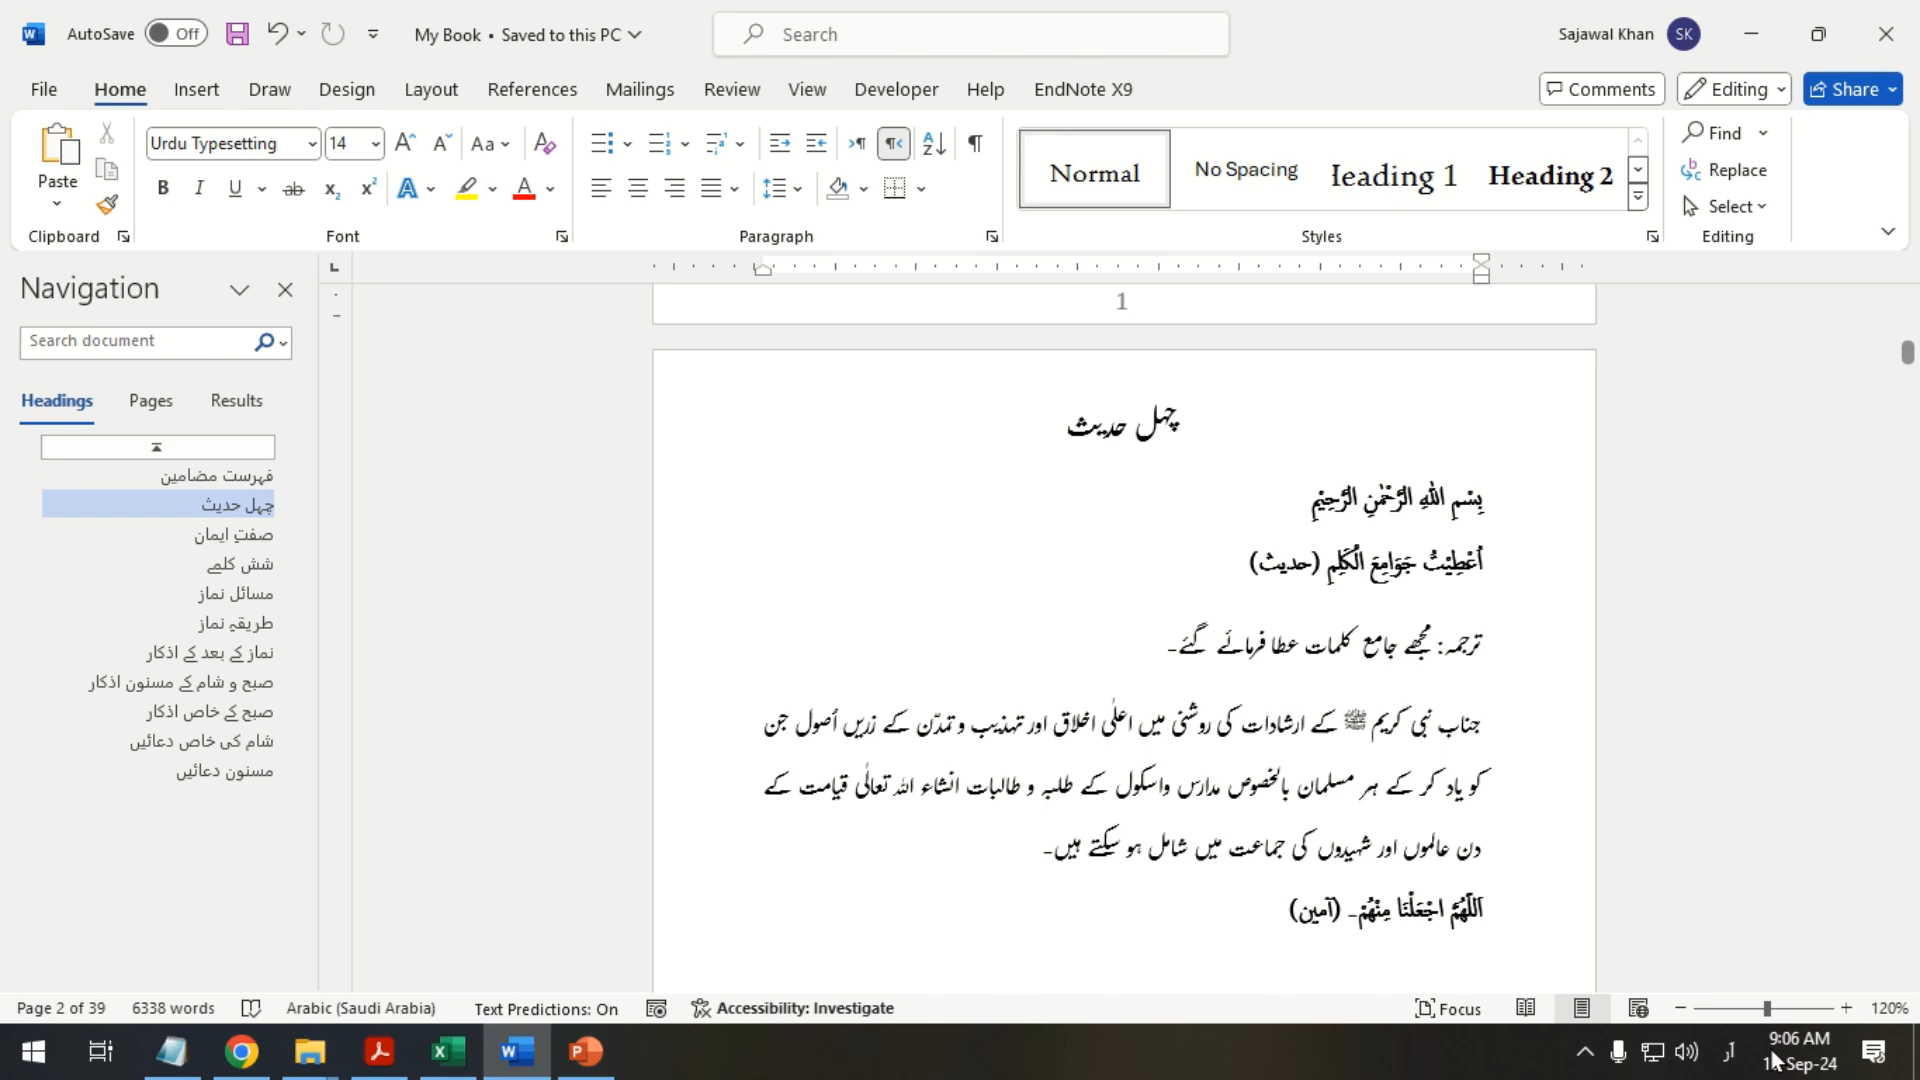 AutoSave Off My Book • Saved to this PC Search Sajawal Khan SK
File Home Insert Draw Design Layout References Mailings Review View Developer Help EndNote X9 Comments Editing Share
Paste
Clipboard
Urdu Typesetting 14
Font
Paragraph
Normal No Spacing Heading 1 Heading 2
Styles
Find
Replace
Select
Editing
Navigation
Search document
Headings Pages Results
فہرست مضامین
چہل حدیث
صفتِ ایمان
شش کلمے
مسائل نماز
طریقہِ نماز
نماز کے بعد کے اذکار
صبح و شام کے مسنون اذکار
صبح کے خاص اذکار
شام کی خاص دعائیں
مسنون دعائیں
1
چہل حدیث
بِسْمِ اللهِ الرَّحْمٰنِ الرَّحِيْمِ
اُعْطِيْتُ جَوَامِعَ الْكَلِمِ (حدیث)
ترجمہ: مجھے جامع کلمات عطا فرمائے گئے۔
جناب نبی کریم ﷺ کے ارشادات کی روشنی میں اعلٰی اخلاق اور تہذیب و تمدّن کے زریں اُصول جن
کو یاد کر کے ہر مسلمان بالخصوص مدارس واسکول کے طلبہ و طالبات انشاء اللہ تعالٰی قیامت کے
دن عالموں اور شہیدوں کی جماعت میں شامل ہو سکتے ہیں۔
اَللّٰهُمَّ اجْعَلْنَا مِنْهُمْ۔ (آمین)
Page 2 of 39 6338 words Arabic (Saudi Arabia) Text Predictions: On Accessibility: Investigate Focus 120%
9:06 AM
Sep-24